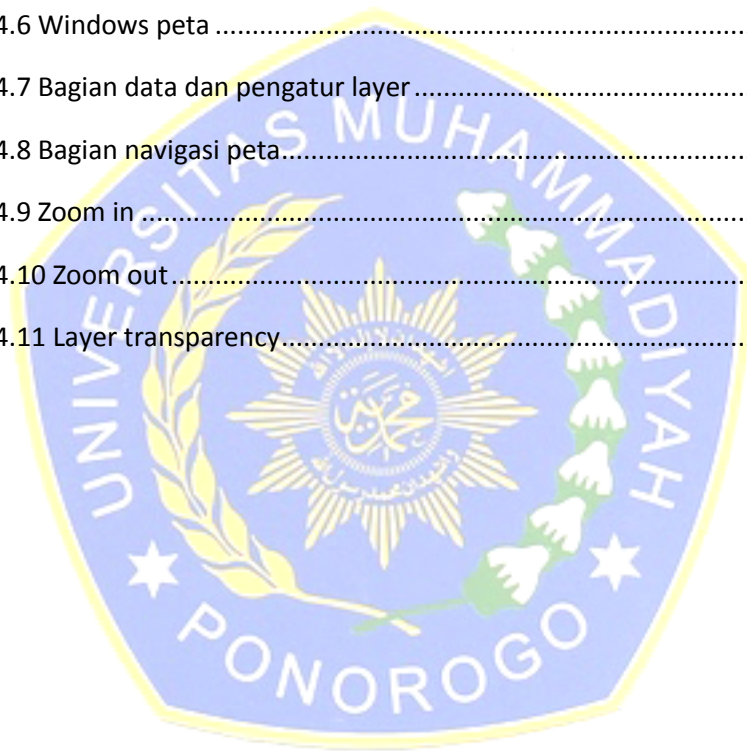 4.6 Windows peta ..........................................................................
4.7 Bagian data dan pengatur layer ..............................................
4.8 Bagian navigasi peta................................................................
4.9 Zoom in ..................................................................................
4.10 Zoom out ..............................................................................
4.11 Layer transparency................................................................
UNIVERSITAS MUHAMMADIYAH
PONOROGO